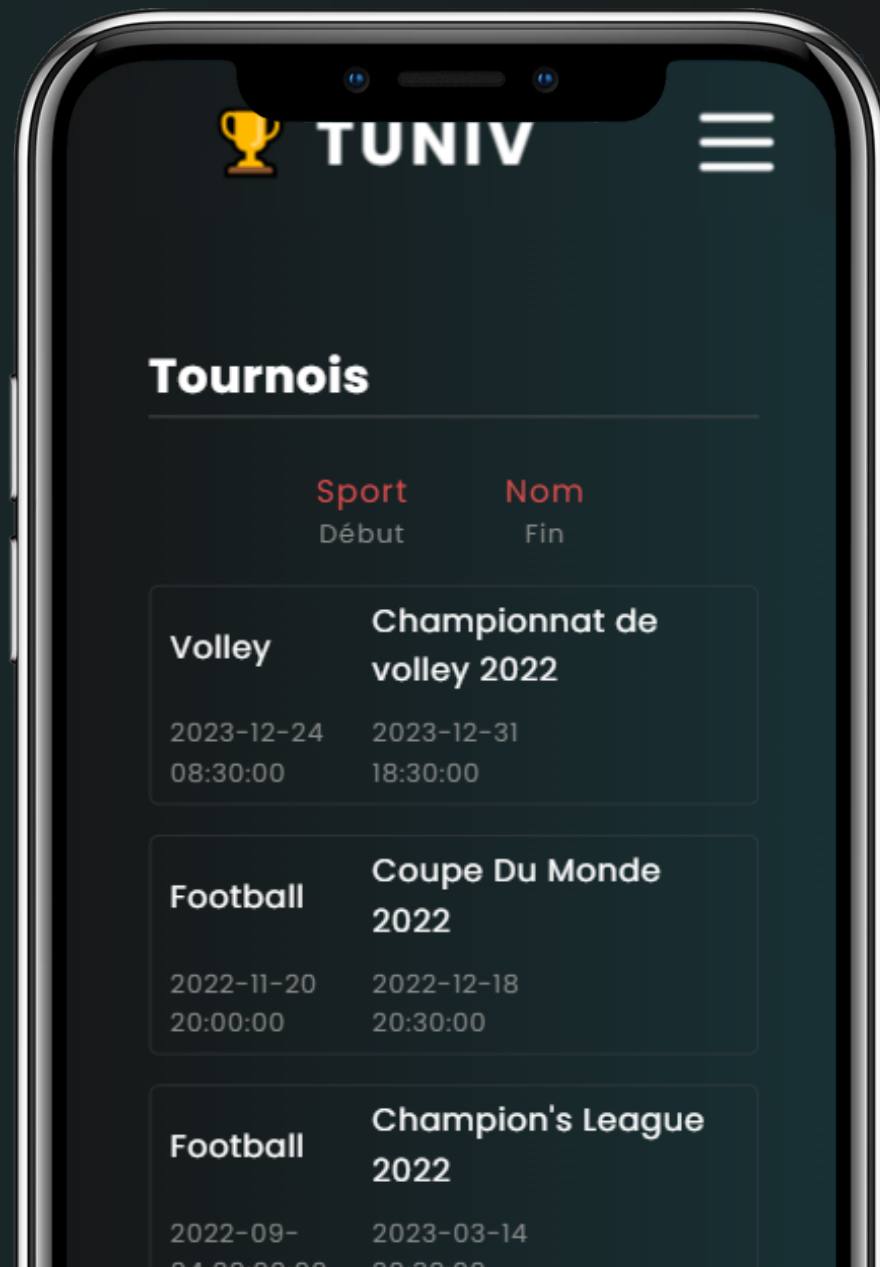 TUNIV
Tournois
Sport Nom
Début Fin
Volley
Championnat de
volley 2022
2023-12-24 2023-12-31
08:30:00 18:30:00
Football
Coupe Du Monde
2022
2022-11-20 2022-12-18
20:00:00 20:30:00
Football
Champion's League
2022
2022-09- 2023-03-14